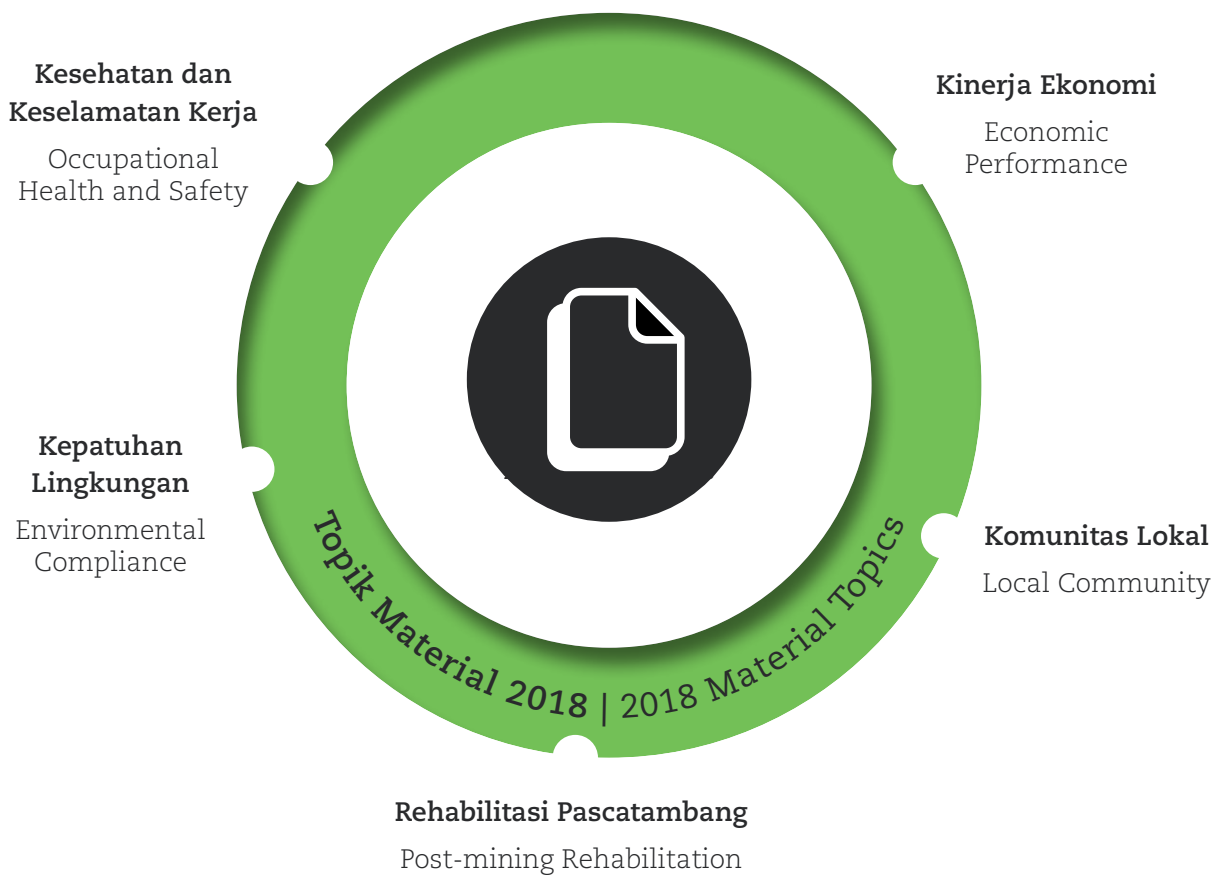 Kesehatan dan
Keselamatan Kerja
Occupational
Health and Safety
Kinerja Ekonomi
Economic
Performance
Kepatuhan
Lingkungan
Environmental
Compliance
Komunitas Lokal
Local Community
Topik Material 2018 | 2018 Material Topics
Rehabilitasi Pascatambang
Post-mining Rehabilitation